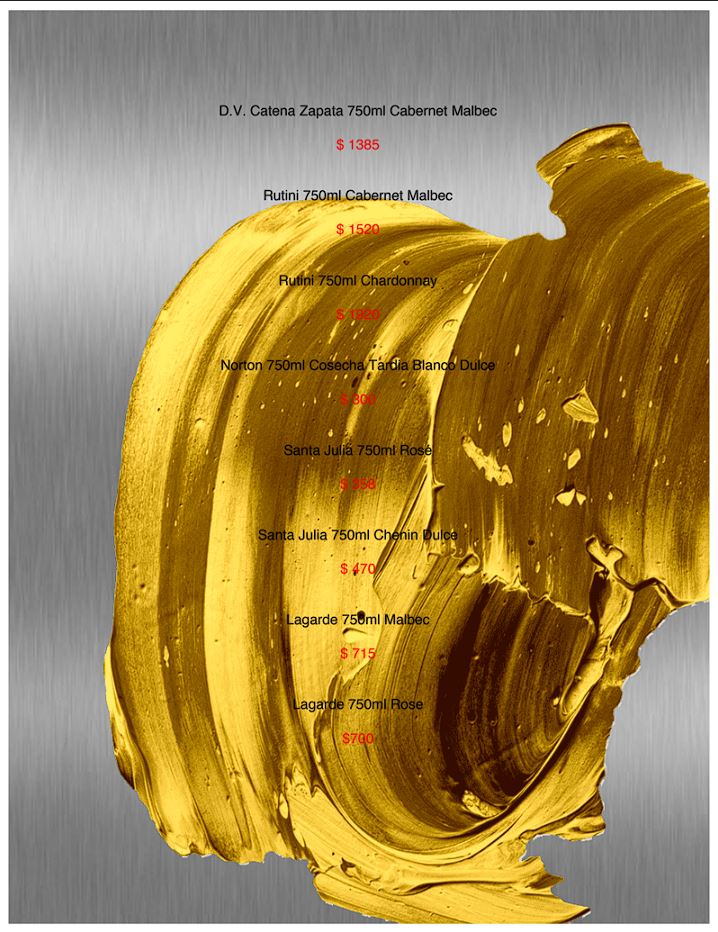 D.V. Catena Zapata 750ml Cabernet Malbec
$ 1385
Rutini 750ml Cabernet Malbec
$ 1520
Rutini 750ml Chardonnay
$ 1320
Norton 750ml Cosecha Tardia Blanco Dulce
$ 300
Santa Julia 750ml Rosé
$ 358
Santa Julia 750ml Chenin Dulce
$ 470
Lagarde 750ml Malbec
$ 715
Lagarde 750ml Rose
$700